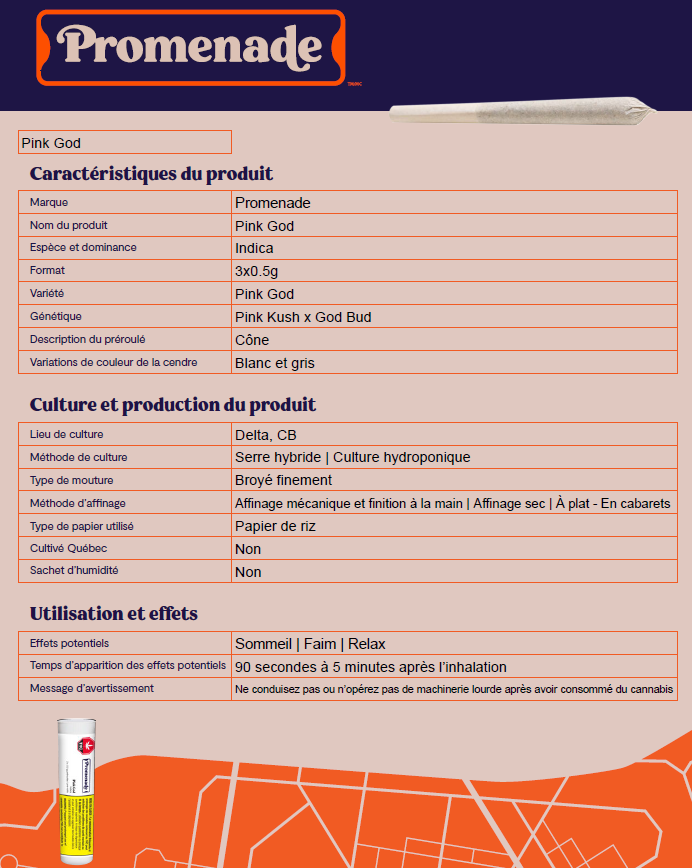 Promenade
Pink God
Caractéristiques du produit
Marque Promenade
Nom du produit Pink God
Espèce et dominance Indica
Format 3x0.5g
Variété Pink God
Génétique Pink Kush x God Bud
Description du préroulé Cône
Variations de couleur de la cendre Blanc et gris
Culture et production du produit
Lieu de culture Delta, CB
Méthode de culture Serre hybride | Culture hydroponique
Type de mouture Broyé finement
Méthode d'affinage Affinage mécanique et finition à la main | Affinage sec | À plat - En cabarets
Type de papier utilisé Papier de riz
Cultivé Québec Non
Sachet d'humidité Non
Utilisation et effets
Effets potentiels Sommeil | Faim | Relax
Temps d'apparition des effets potentiels 90 secondes à 5 minutes après l'inhalation
Message d'avertissement Ne conduisez pas ou n'opérez pas de machinerie lourde après avoir consommé du cannabis
Promenade